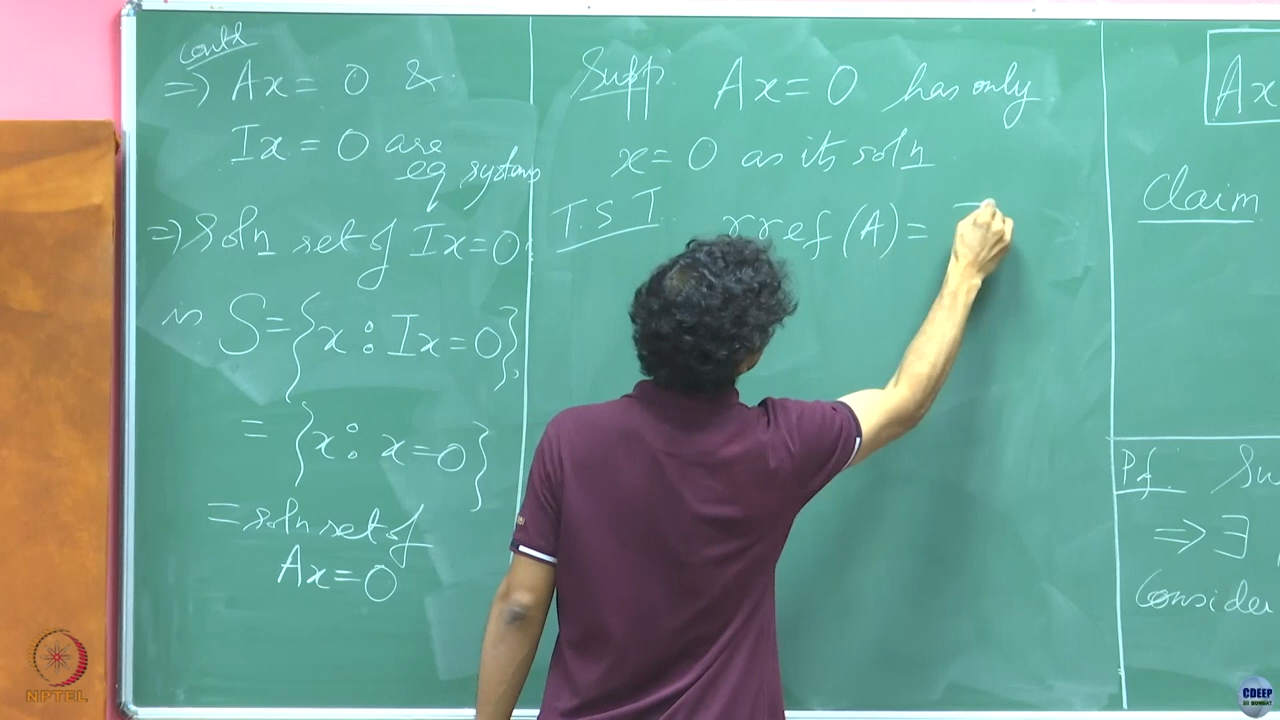 contd
⇒ Ax = 0 &
Ix = 0 are
eq systems
⇒ Soln set of Ix = 0
is S = {x : Ix = 0},
= {x : x = 0}
= soln set of
Ax = 0
Supp. Ax = 0 has only
x = 0 as its soln
T.S T. rref (A) =
Ax
Claim
Pf. Su
⇒ ∃
Consider
NPTEL
CDEEP
IIT BOMBAY